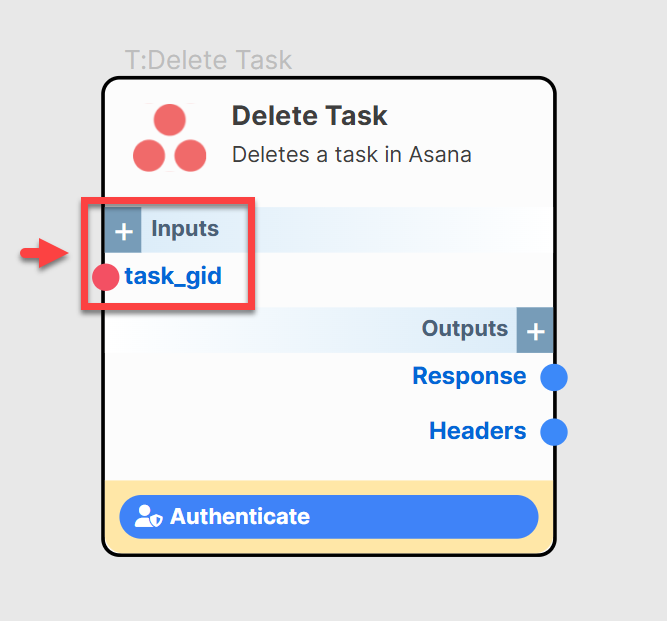 T:Delete Task
Delete Task
Deletes a task in Asana
+ Inputs
task_gid
Outputs +
Response
Headers
Authenticate